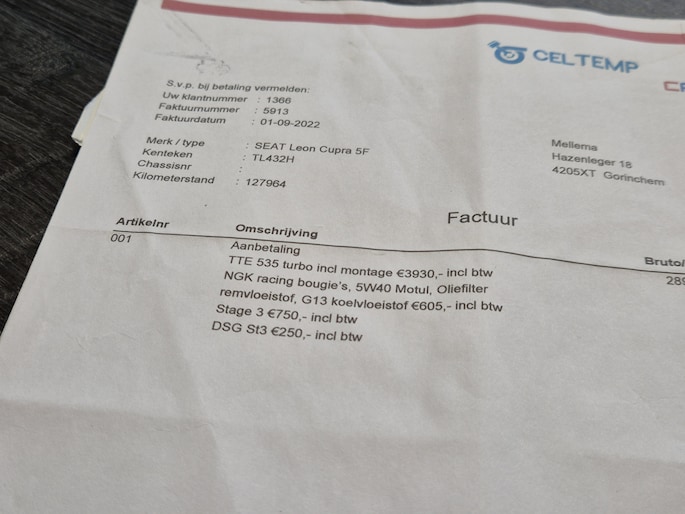 CELTEMP
S.v.p. bij betaling vermelden:
Uw klantnummer : 1366
Faktuurnummer : 5913
Faktuurdatum : 01-09-2022
Merk / type : SEAT Leon Cupra 5F
Kenteken : TL432H
Chassisnr :
Kilometerstand : 127964
Mellema
Hazenleger 18
4205XT Gorinchem
Factuur
Artikelnr Omschrijving Bruto/
001 Aanbetaling 289
TTE 535 turbo incl montage €3930,- incl btw
NGK racing bougie's, 5W40 Motul, Oliefilter
remvloeistof, G13 koelvloeistof €605,- incl btw
Stage 3 €750,- incl btw
DSG St3 €250,- incl btw